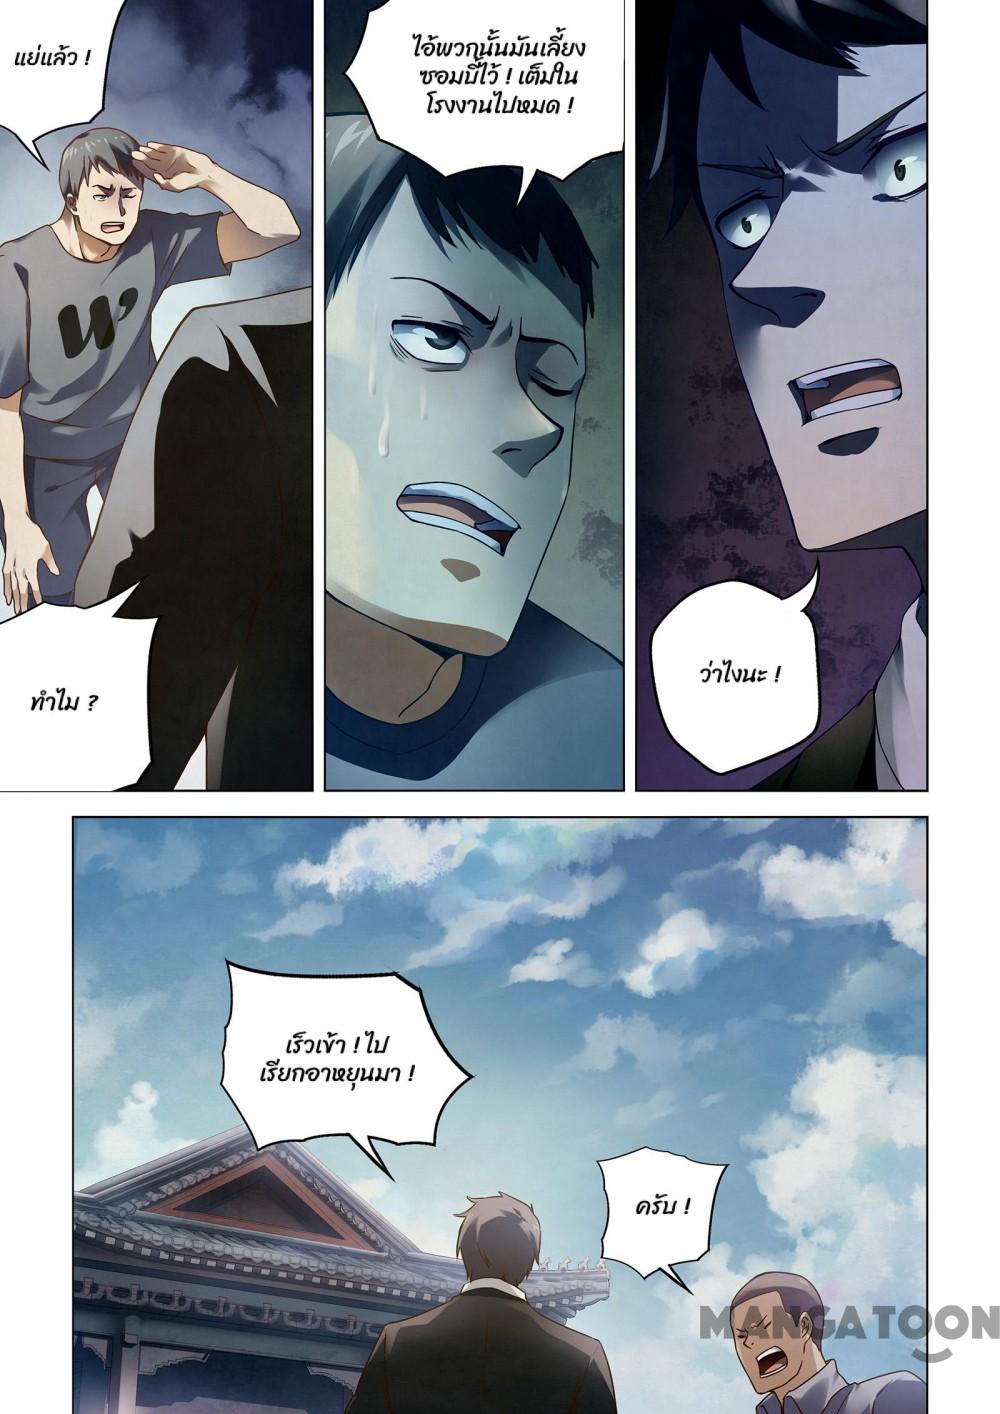 แย่แล้ว !
W'
ทำไม ?
ไอ้พวกนั้นมันเลี้ยง
ซอมบี้ไว้ ! เต็มใน
โรงงานไปหมด !
ว่าไงนะ !
เร็วเข้า ! ไป
เรียกอาหยุนมา !
ครับ !
MANGATOON